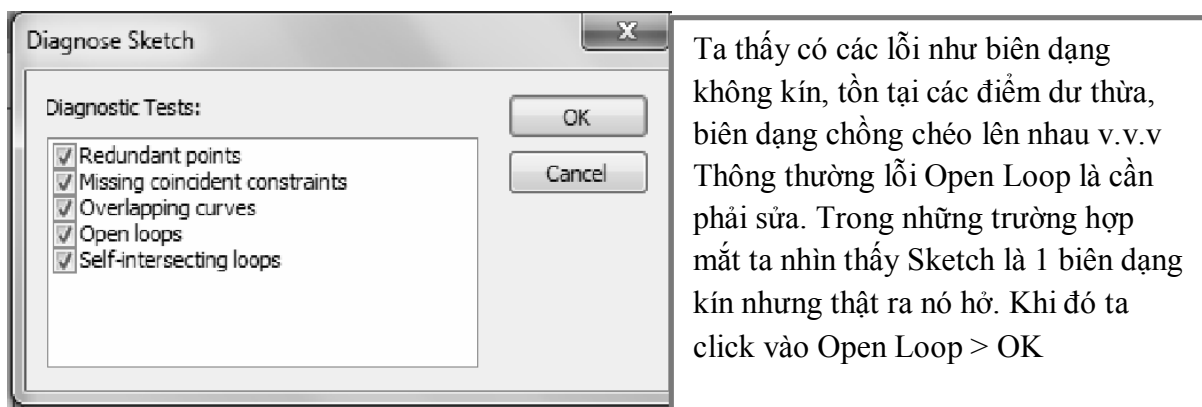 Diagnose Sketch
Diagnostic Tests:
Redundant points
Missing coincident constraints
Overlapping curves
Open loops
Self-intersecting loops
OK
Cancel
Ta thấy có các lỗi như biên dạng
không kín, tồn tại các điểm dư thừa,
biên dạng chồng chéo lên nhau v.v.v
Thông thường lỗi Open Loop là cần
phải sửa. Trong những trường hợp
mắt ta nhìn thấy Sketch là 1 biên dạng
kín nhưng thật ra nó hở. Khi đó ta
click vào Open Loop > OK